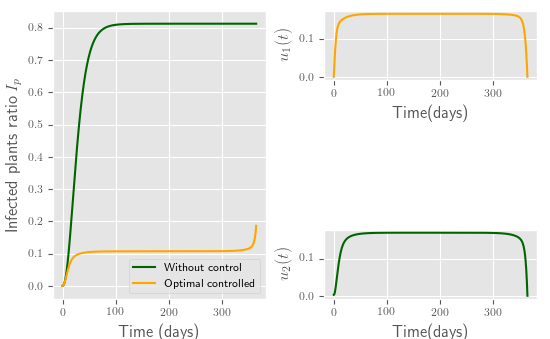 Infected plants ratio I_p
0.8
0.7
0.6
0.5
0.4
0.3
0.2
0.1
0.0
0 100 200 300
Time (days)
Without control
Optimal controlled
u_1(t)
0.1
0.0
0 100 200 300
Time(days)
u_2(t)
0.1
0.0
0 100 200 300
Time(days)